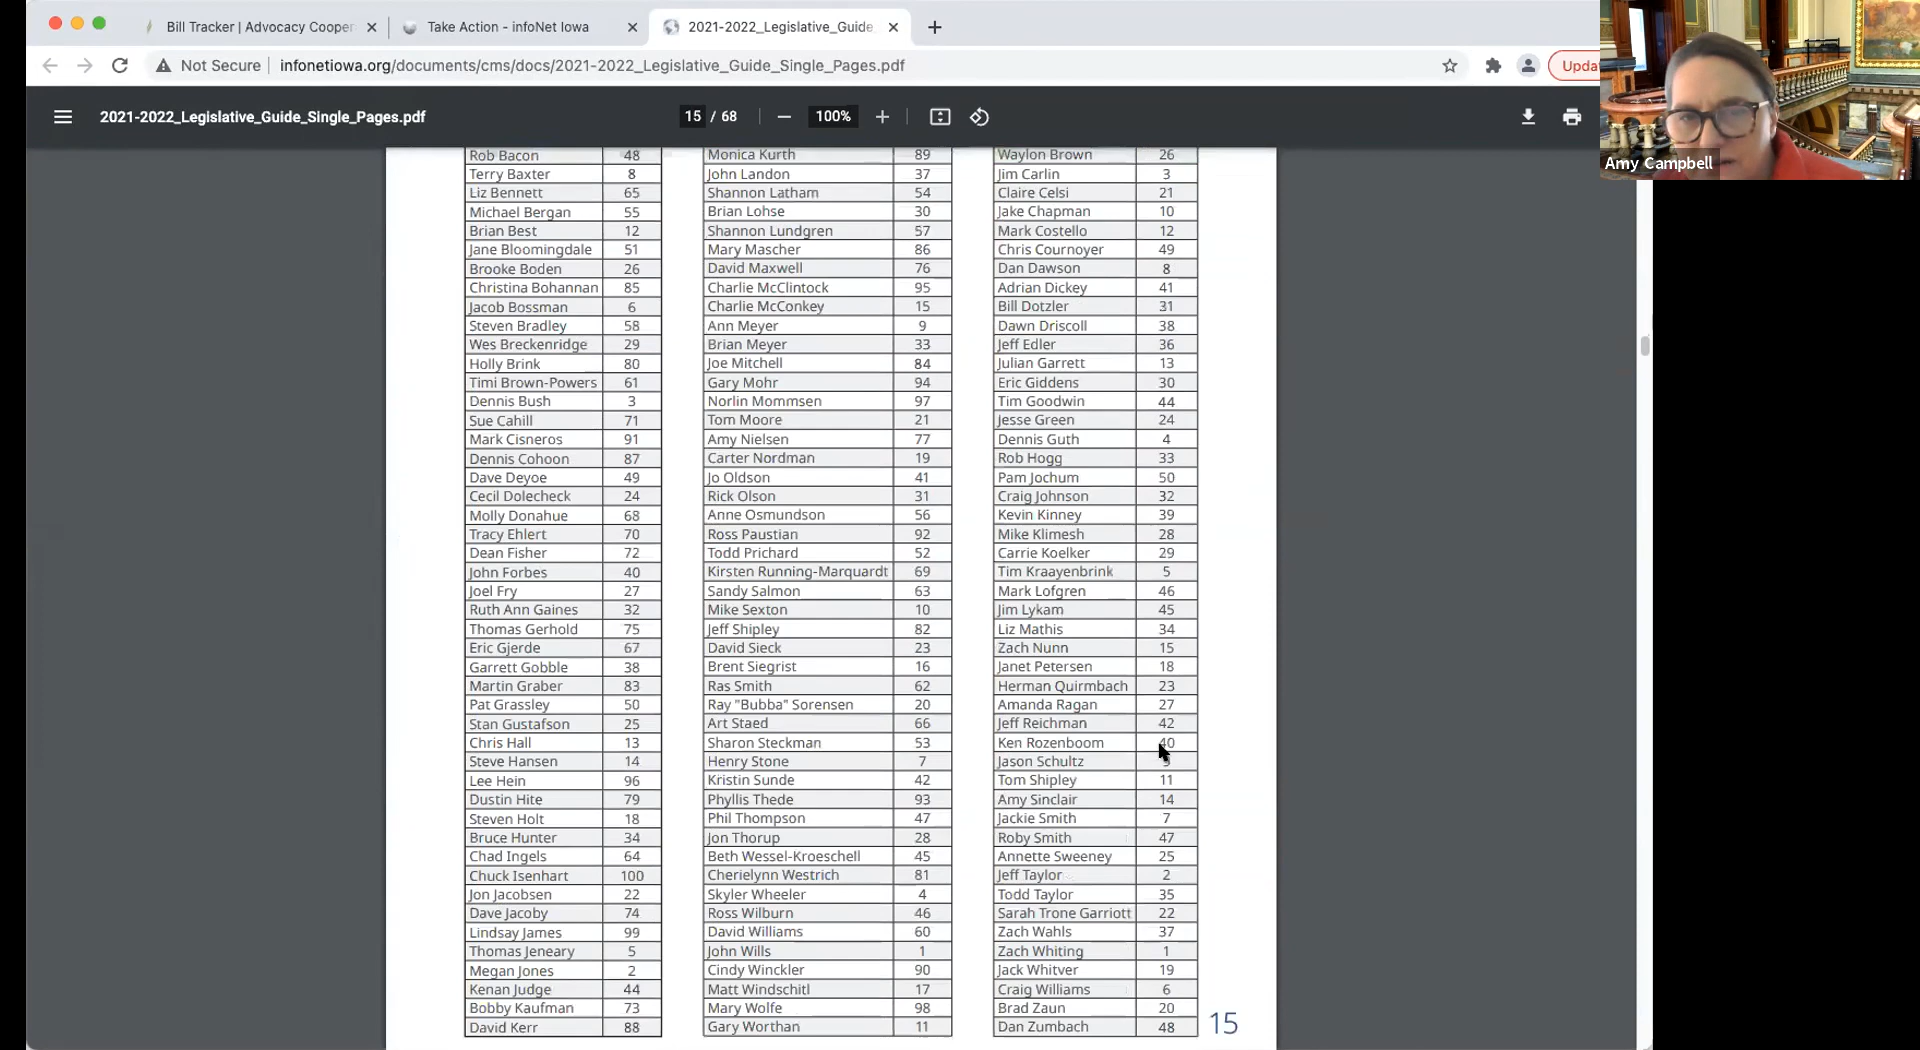 Bill Tracker | Advocacy Cooper
Take Action - infoNet Iowa
2021-2022_Legislative_Guide
Not Secure
infonetiowa.org/documents/cms/docs/2021-2022_Legislative_Guide_Single_Pages.pdf
Upda
2021-2022_Legislative_Guide_Single_Pages.pdf
15 / 68
100%
Amy Campbell
Rob Bacon 48
Terry Baxter 8
Liz Bennett 65
Michael Bergan 55
Brian Best 12
Jane Bloomingdale 51
Brooke Boden 26
Christina Bohannan 85
Jacob Bossman 6
Steven Bradley 58
Wes Breckenridge 29
Holly Brink 80
Timi Brown-Powers 61
Dennis Bush 3
Sue Cahill 71
Mark Cisneros 91
Dennis Cohoon 87
Dave Deyoe 49
Cecil Dolecheck 24
Molly Donahue 68
Tracy Ehlert 70
Dean Fisher 72
John Forbes 40
Joel Fry 27
Ruth Ann Gaines 32
Thomas Gerhold 75
Eric Gjerde 67
Garrett Gobble 38
Martin Graber 83
Pat Grassley 50
Stan Gustafson 25
Chris Hall 13
Steve Hansen 14
Lee Hein 96
Dustin Hite 79
Steven Holt 18
Bruce Hunter 34
Chad Ingels 64
Chuck Isenhart 100
Jon Jacobsen 22
Dave Jacoby 74
Lindsay James 99
Thomas Jeneary 5
Megan Jones 2
Kenan Judge 44
Bobby Kaufman 73
David Kerr 88
Monica Kurth 89
John Landon 37
Shannon Latham 54
Brian Lohse 30
Shannon Lundgren 57
Mary Mascher 86
David Maxwell 76
Charlie McClintock 95
Charlie McConkey 15
Ann Meyer 9
Brian Meyer 33
Joe Mitchell 84
Gary Mohr 94
Norlin Mommsen 97
Tom Moore 21
Amy Nielsen 77
Carter Nordman 19
Jo Oldson 41
Rick Olson 31
Anne Osmundson 56
Ross Paustian 92
Todd Prichard 52
Kirsten Running-Marquardt 69
Sandy Salmon 63
Mike Sexton 10
Jeff Shipley 82
David Sieck 23
Brent Siegrist 16
Ras Smith 62
Ray "Bubba" Sorensen 20
Art Staed 66
Sharon Steckman 53
Henry Stone 7
Kristin Sunde 42
Phyllis Thede 93
Phil Thompson 47
Jon Thorup 28
Beth Wessel-Kroeschell 45
Cherielynn Westrich 81
Skyler Wheeler 4
Ross Wilburn 46
David Williams 60
John Wills 1
Cindy Winckler 90
Matt Windschitl 17
Mary Wolfe 98
Gary Worthan 11
Waylon Brown 26
Jim Carlin 3
Claire Celsi 21
Jake Chapman 10
Mark Costello 12
Chris Cournoyer 49
Dan Dawson 8
Adrian Dickey 41
Bill Dotzler 31
Dawn Driscoll 38
Jeff Edler 36
Julian Garrett 13
Eric Giddens 30
Tim Goodwin 44
Jesse Green 24
Dennis Guth 4
Rob Hogg 33
Pam Jochum 50
Craig Johnson 32
Kevin Kinney 39
Mike Klimesh 28
Carrie Koelker 29
Tim Kraayenbrink 5
Mark Lofgren 46
Jim Lykam 45
Liz Mathis 34
Zach Nunn 15
Janet Petersen 18
Herman Quirmbach 23
Amanda Ragan 27
Jeff Reichman 42
Ken Rozenboom 40
Jason Schultz
Tom Shipley 11
Amy Sinclair 14
Jackie Smith 7
Roby Smith 47
Annette Sweeney 25
Jeff Taylor 2
Todd Taylor 35
Sarah Trone Garriott 22
Zach Wahls 37
Zach Whiting 1
Jack Whitver 19
Craig Williams 6
Brad Zaun 20
Dan Zumbach 48
15